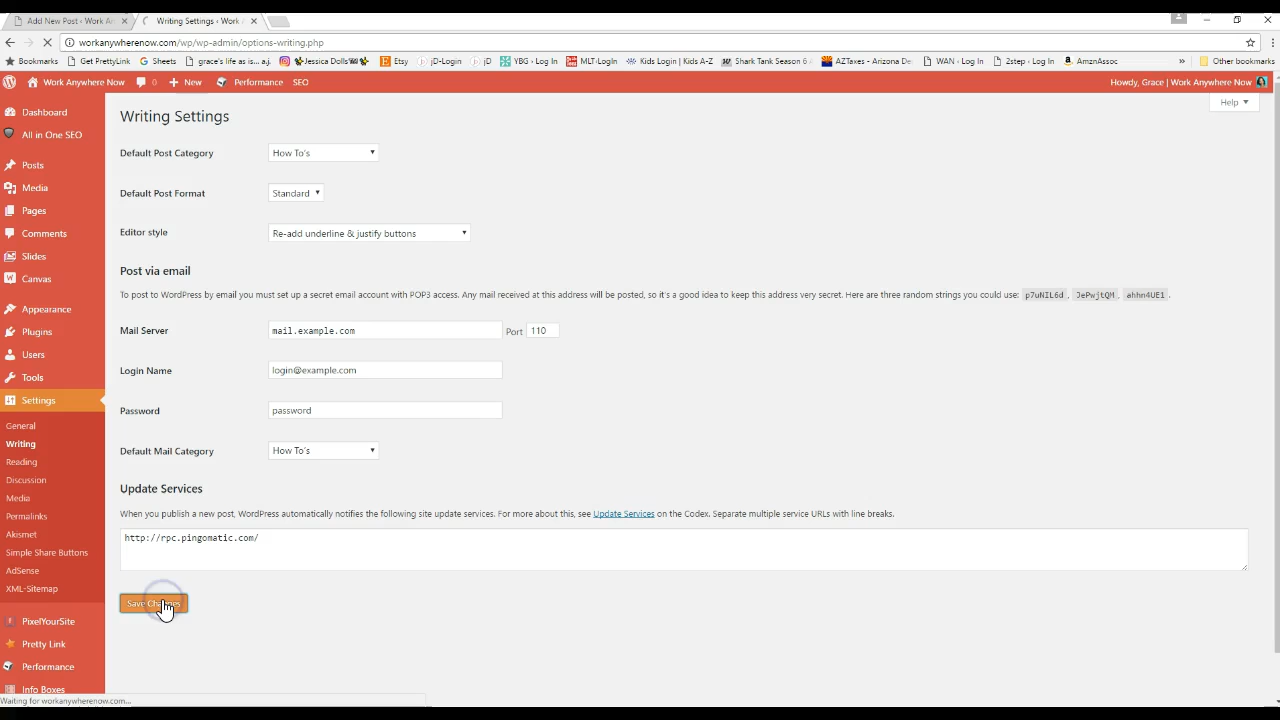 Add New Post ‹ Work An
Writing Settings ‹ Work
workanywherenow.com/wp/wp-admin/options-writing.php
Bookmarks Get PrettyLink Sheets grace's life as is... a.j. Jessica Dolls YBG - Log In Etsy jD-Login jD YBG - Log In MLT-LogIn Kids Login | Kids A-Z Shark Tank Season 6 AZTaxes - Arizona De WAN - Log In 2step - Log In AmznAssoc » Other bookmarks
Work Anywhere Now 0 New Performance SEO Howdy, Grace | Work Anywhere Now
Help
Dashboard
All in One SEO
Posts
Media
Pages
Comments
Slides
Canvas
Appearance
Plugins
Users
Tools
Settings
General
Writing
Reading
Discussion
Media
Permalinks
Akismet
Simple Share Buttons
AdSense
XML-Sitemap
PixelYourSite
Pretty Link
Performance
Info Boxes
Writing Settings
Default Post Category How To's
Default Post Format Standard
Editor style Re-add underline & justify buttons
Post via email
To post to WordPress by email you must set up a secret email account with POP3 access. Any mail received at this address will be posted, so it's a good idea to keep this address very secret. Here are three random strings you could use: p7uNIL6d , JePwjtQM , ahhn4UE1 .
Mail Server mail.example.com Port 110
Login Name login@example.com
Password password
Default Mail Category How To's
Update Services
When you publish a new post, WordPress automatically notifies the following site update services. For more about this, see Update Services on the Codex. Separate multiple service URLs with line breaks.
http://rpc.pingomatic.com/
Save Changes
Waiting for workanywherenow.com...